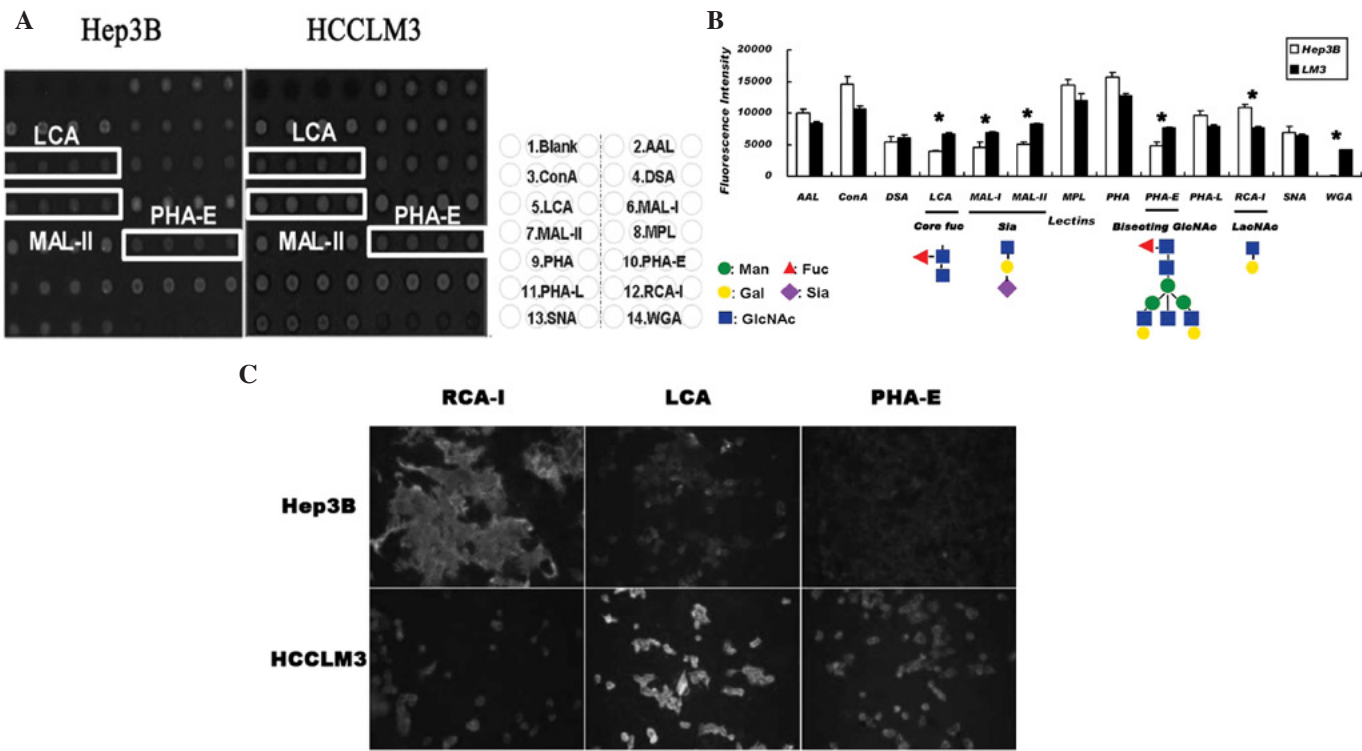 A
Hep3B HCCLM3
LCA
PHA-E
MAL-II
LCA
PHA-E
MAL-II
1.Blank 2.AAL
3.ConA 4.DSA
5.LCA 6.MAL-I
7.MAL-II 8.MPL
9.PHA 10.PHA-E
11.PHA-L 12.RCA-I
13.SNA 14.WGA
B
Fluorescence Intensity
20000
15000
10000
5000
0
Hep3B
LM3
* * * * * *
AAL ConA DSA LCA MAL-I MAL-II MPL PHA PHA-E PHA-L RCA-I SNA WGA
Lectins
Core fuc Sia Bisecting GlcNAc LacNAc
: Man : Fuc
: Gal : Sia
: GlcNAc
C
RCA-I LCA PHA-E
Hep3B
HCCLM3